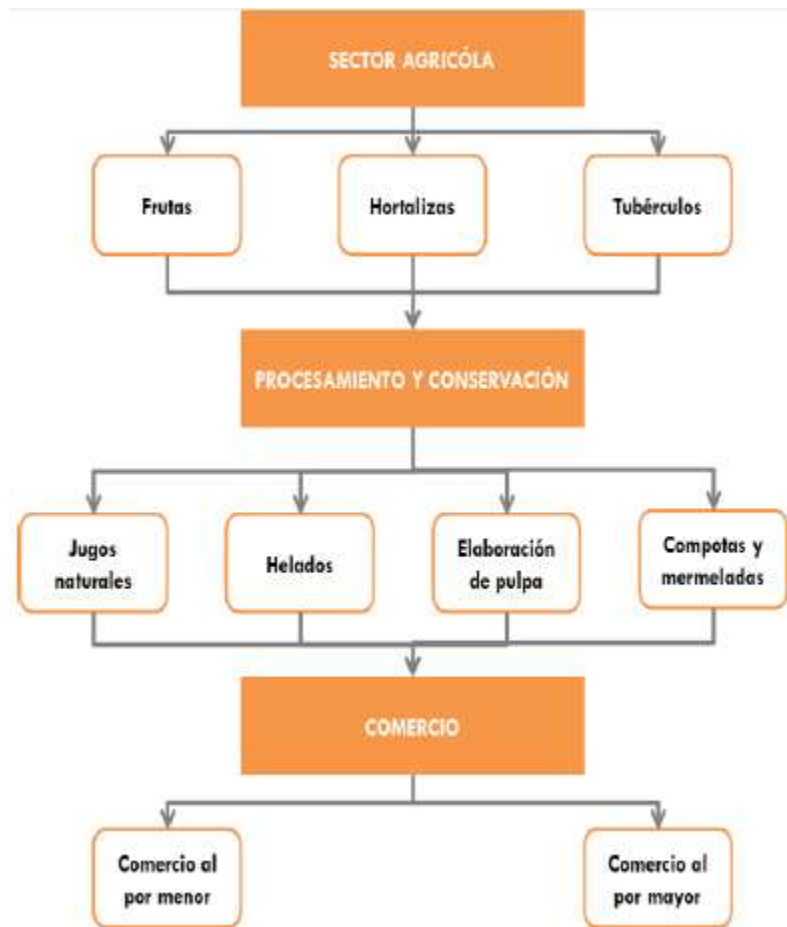 SECTOR AGRICÓLA
Frutas
Hortalizas
Tubérculos
PROCESAMIENTO Y CONSERVACIÓN
Jugos
naturales
Helados
Elaboración
de pulpa
Compotas y
mermeladas
COMERCIO
Comercio al
por menor
Comercio al
por mayor